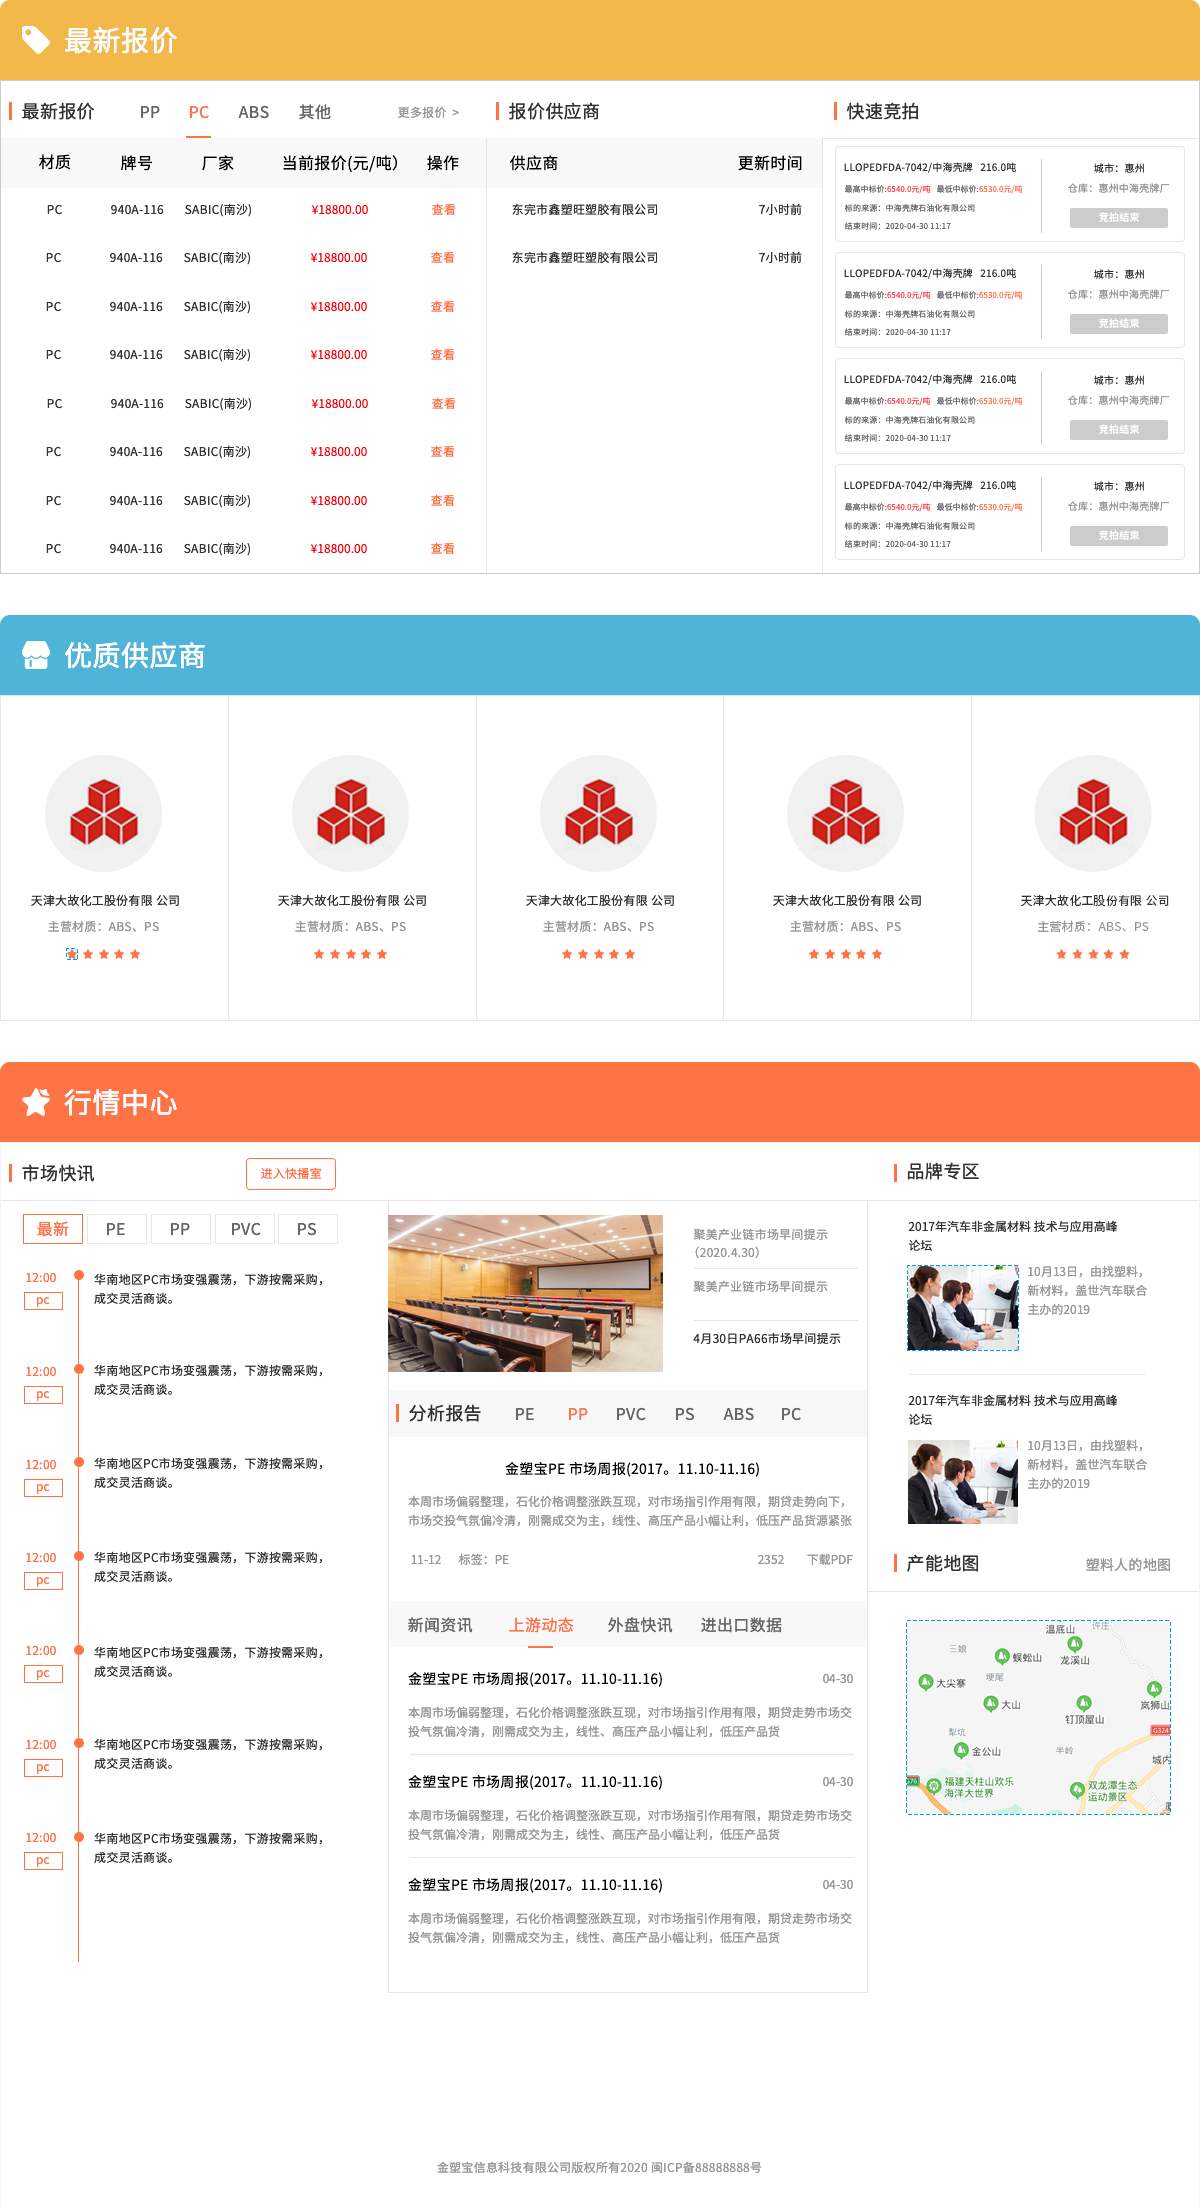 最新报价
最新报价 PP PC ABS 其他 更多报价 >
材质 牌号 厂家 当前报价(元/吨) 操作
PC 940A-116 SABIC(南沙) ¥18800.00 查看
PC 940A-116 SABIC(南沙) ¥18800.00 查看
PC 940A-116 SABIC(南沙) ¥18800.00 查看
PC 940A-116 SABIC(南沙) ¥18800.00 查看
PC 940A-116 SABIC(南沙) ¥18800.00 查看
PC 940A-116 SABIC(南沙) ¥18800.00 查看
PC 940A-116 SABIC(南沙) ¥18800.00 查看
PC 940A-116 SABIC(南沙) ¥18800.00 查看
报价供应商
供应商 更新时间
东完市鑫塑旺塑胶有限公司 7小时前
东完市鑫塑旺塑胶有限公司 7小时前
快速竞拍
LLOPEDFDA-7042/中海壳牌 216.0吨
最高中标价:6540.0元/吨 最低中标价:6530.0元/吨
标的来源：中海壳牌石油化有限公司
结束时间：2020-04-30 11:17
城市：惠州
仓库：惠州中海壳牌厂
竞拍结束
LLOPEDFDA-7042/中海壳牌 216.0吨
最高中标价:6540.0元/吨 最低中标价:6530.0元/吨
标的来源：中海壳牌石油化有限公司
结束时间：2020-04-30 11:17
城市：惠州
仓库：惠州中海壳牌厂
竞拍结束
LLOPEDFDA-7042/中海壳牌 216.0吨
最高中标价:6540.0元/吨 最低中标价:6530.0元/吨
标的来源：中海壳牌石油化有限公司
结束时间：2020-04-30 11:17
城市：惠州
仓库：惠州中海壳牌厂
竞拍结束
LLOPEDFDA-7042/中海壳牌 216.0吨
最高中标价:6540.0元/吨 最低中标价:6530.0元/吨
标的来源：中海壳牌石油化有限公司
结束时间：2020-04-30 11:17
城市：惠州
仓库：惠州中海壳牌厂
竞拍结束
优质供应商
天津大故化工股份有限 公司
主营材质：ABS、PS
天津大故化工股份有限 公司
主营材质：ABS、PS
天津大故化工股份有限 公司
主营材质：ABS、PS
天津大故化工股份有限 公司
主营材质：ABS、PS
天津大故化工股份有限 公司
主营材质：ABS、PS
行情中心
市场快讯 进入快播室
最新 PE PP PVC PS
12:00
pc
华南地区PC市场变强震荡，下游按需采购，
成交灵活商谈。
12:00
pc
华南地区PC市场变强震荡，下游按需采购，
成交灵活商谈。
12:00
pc
华南地区PC市场变强震荡，下游按需采购，
成交灵活商谈。
12:00
pc
华南地区PC市场变强震荡，下游按需采购，
成交灵活商谈。
12:00
pc
华南地区PC市场变强震荡，下游按需采购，
成交灵活商谈。
12:00
pc
华南地区PC市场变强震荡，下游按需采购，
成交灵活商谈。
12:00
pc
华南地区PC市场变强震荡，下游按需采购，
成交灵活商谈。
聚美产业链市场早间提示
（2020.4.30）
聚美产业链市场早间提示
4月30日PA66市场早间提示
分析报告 PE PP PVC PS ABS PC
金塑宝PE 市场周报(2017。11.10-11.16)
本周市场偏弱整理，石化价格调整涨跌互现，对市场指引作用有限，期贷走势向下，
市场交投气氛偏冷清，刚需成交为主，线性、高压产品小幅让利，低压产品货源紧张
11-12 标签：PE 2352 下载PDF
新闻资讯 上游动态 外盘快讯 进出口数据
金塑宝PE 市场周报(2017。11.10-11.16) 04-30
本周市场偏弱整理，石化价格调整涨跌互现，对市场指引作用有限，期贷走势市场交
投气氛偏冷清，刚需成交为主，线性、高压产品小幅让利，低压产品货
金塑宝PE 市场周报(2017。11.10-11.16) 04-30
本周市场偏弱整理，石化价格调整涨跌互现，对市场指引作用有限，期贷走势市场交
投气氛偏冷清，刚需成交为主，线性、高压产品小幅让利，低压产品货
金塑宝PE 市场周报(2017。11.10-11.16) 04-30
本周市场偏弱整理，石化价格调整涨跌互现，对市场指引作用有限，期贷走势市场交
投气氛偏冷清，刚需成交为主，线性、高压产品小幅让利，低压产品货
品牌专区
2017年汽车非金属材料 技术与应用高峰
论坛
10月13日，由找塑料，
新材料，盖世汽车联合
主办的2019
2017年汽车非金属材料 技术与应用高峰
论坛
10月13日，由找塑料，
新材料，盖世汽车联合
主办的2019
产能地图 塑料人的地图
温底山 许庄
三娘 蜈蚣山 龙溪山
大尖寨 埂尾
大山 岚狮山
钉顶屋山
犁坑 G324
金公山 半岭 城内
福建天柱山欢乐
海洋大世界
双龙潭生态
运动景区
金塑宝信息科技有限公司版权所有2020 闽ICP备88888888号